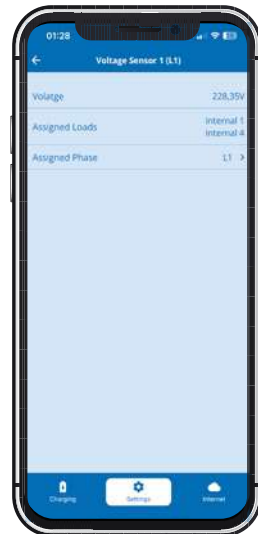 01:28
Voltage Sensor 1 (L1)
Volatge 228,35V
Assigned Loads Internal 1
Internal 4
Assigned Phase L1
Charging Settings Internet